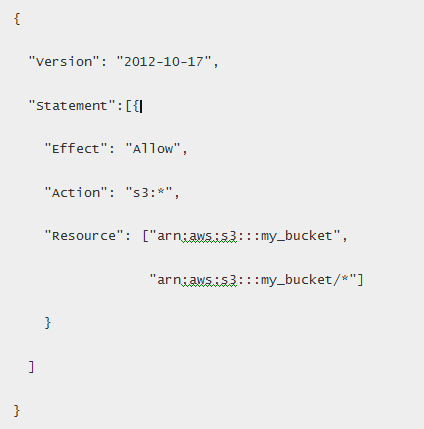 {
"Version": "2012-10-17",
"Statement":[{
"Effect": "Allow",
"Action": "s3:*",
"Resource": ["arn:aws:s3:::my_bucket",
"arn:aws:s3:::my_bucket/*"]
}
]
}